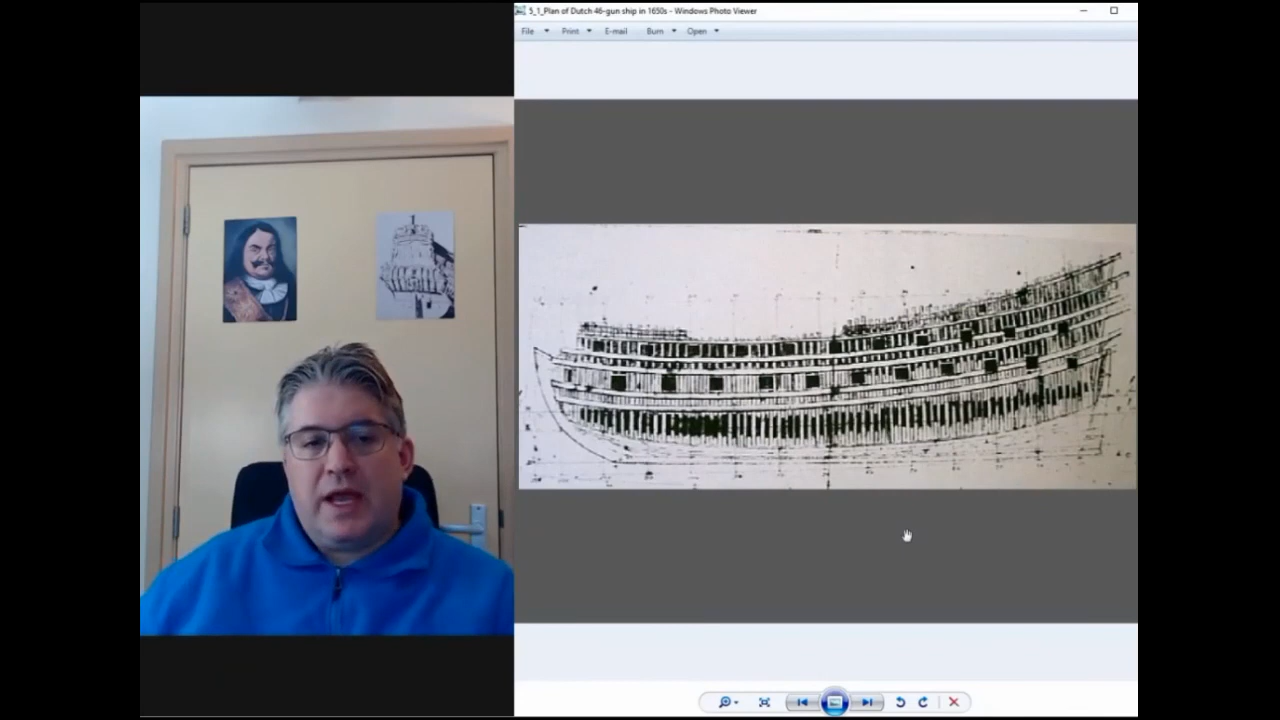 5_1_Plan of Dutch 46-gun ship in 1650s - Windows Photo Viewer
File Print E-mail Burn Open